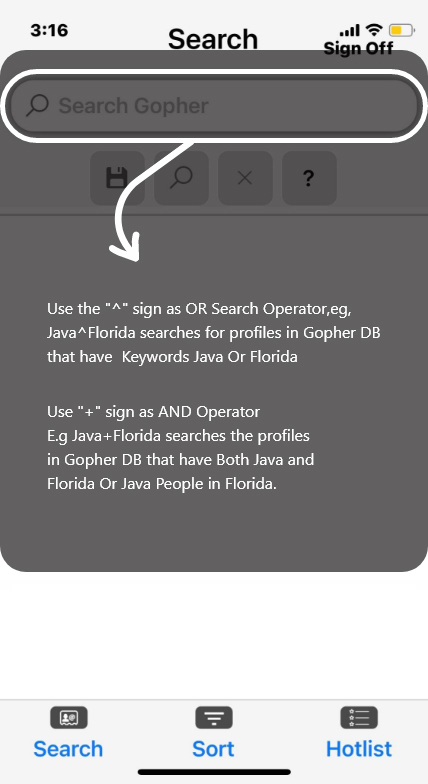 3:16
Search
Sign Off
Search Gopher
?
Use the "^" sign as OR Search Operator,eg,
Java^Florida searches for profiles in Gopher DB
that have Keywords Java Or Florida
Use "+" sign as AND Operator
E.g Java+Florida searches the profiles
in Gopher DB that have Both Java and
Florida Or Java People in Florida.
Search Sort Hotlist